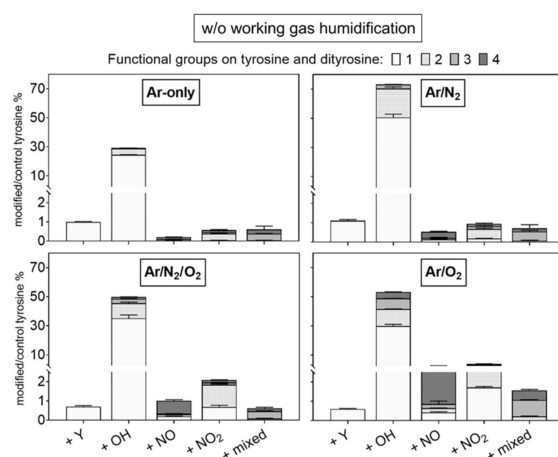 w/o working gas humidification
Functional groups on tyrosine and dityrosine: 1 2 3 4
modified/control tyrosine %
70
50
30
10
2
1
0
Ar-only
Ar/N₂
modified/control tyrosine %
70
50
30
10
2
1
0
Ar/N₂/O₂
Ar/O₂
+ Y
+ OH
+ NO
+ NO₂
+ mixed
+ Y
+ OH
+ NO
+ NO₂
+ mixed